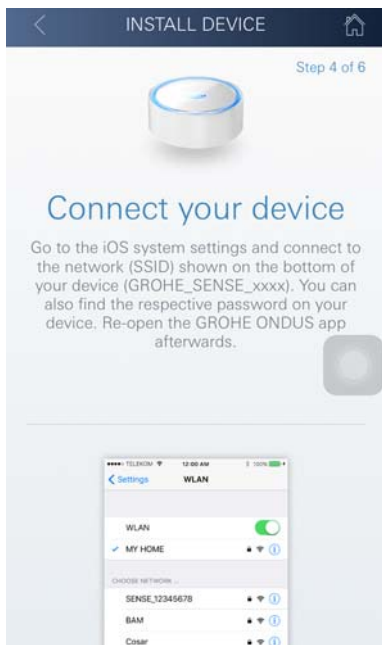 INSTALL DEVICE
Step 4 of 6
Connect your device
Go to the iOS system settings and connect to
the network (SSID) shown on the bottom of
your device (GROHE_SENSE_xxxx). You can
also find the respective password on your
device. Re-open the GROHE ONDUS app
afterwards.
TELEKOM 12:00 AM 100%
Settings WLAN
WLAN
MY HOME
CHOOSE NETWORK ...
SENSE_12345678
BAM
Cosar